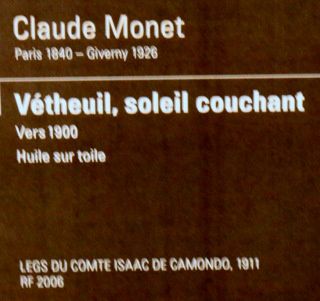 Claude Monet
Paris 1840 – Giverny 1926
Vétheuil, soleil couchant
Vers 1900
Huile sur toile
LEGS DU COMTE ISAAC DE CAMONDO, 1911
RF 2006